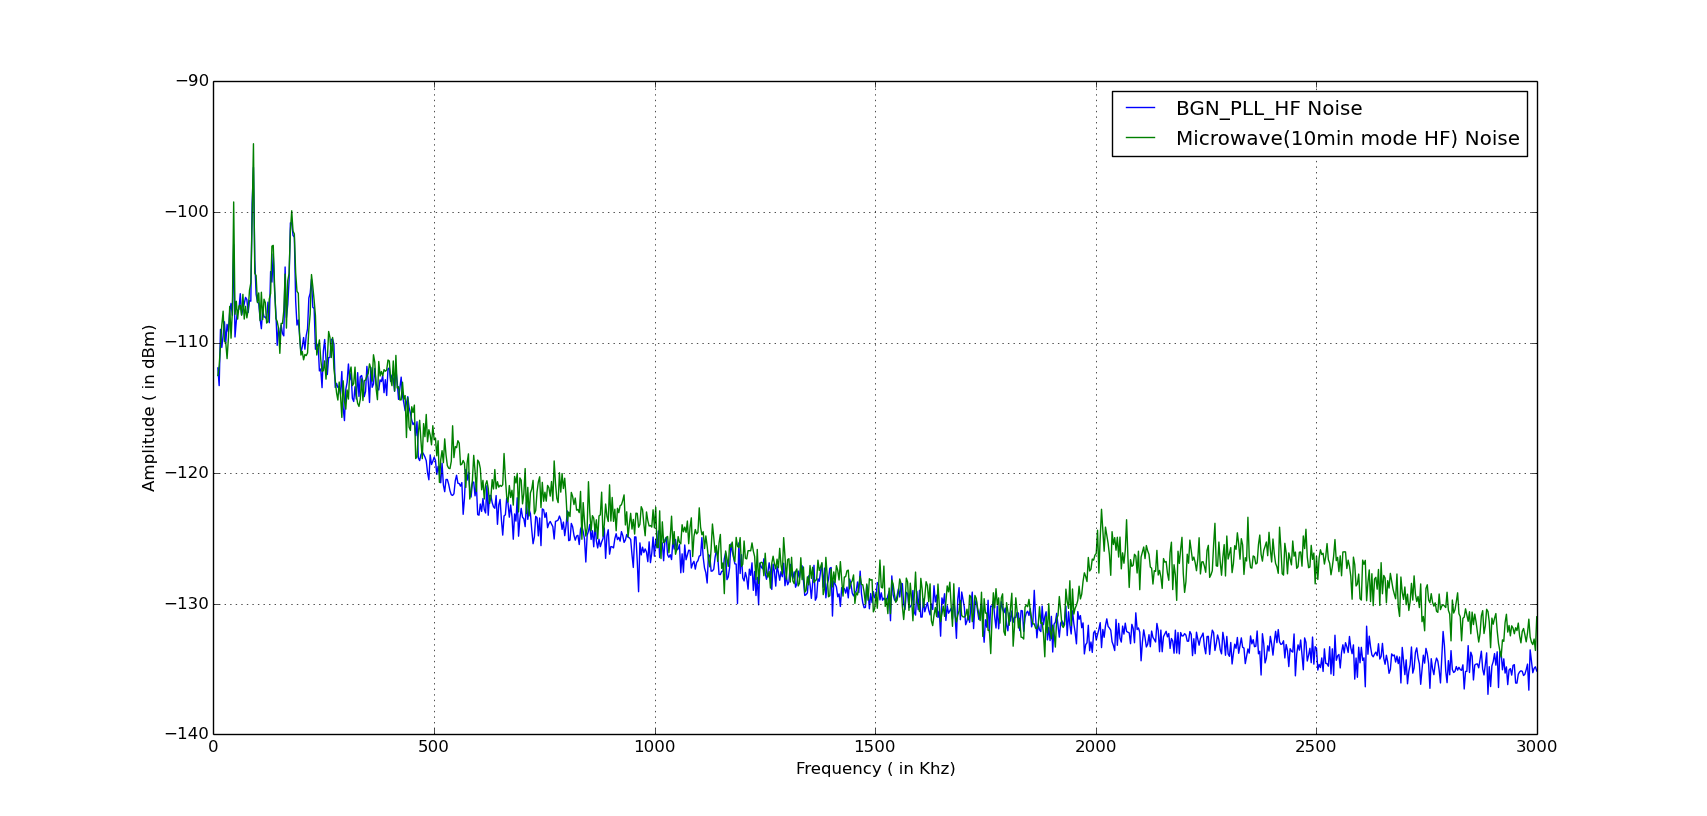 −90
−100
−110
−120
−130
−140
Amplitude ( in dBm)
BGN_PLL_HF Noise
Microwave(10min mode HF) Noise
0 500 1000 1500 2000 2500 3000
Frequency ( in Khz)